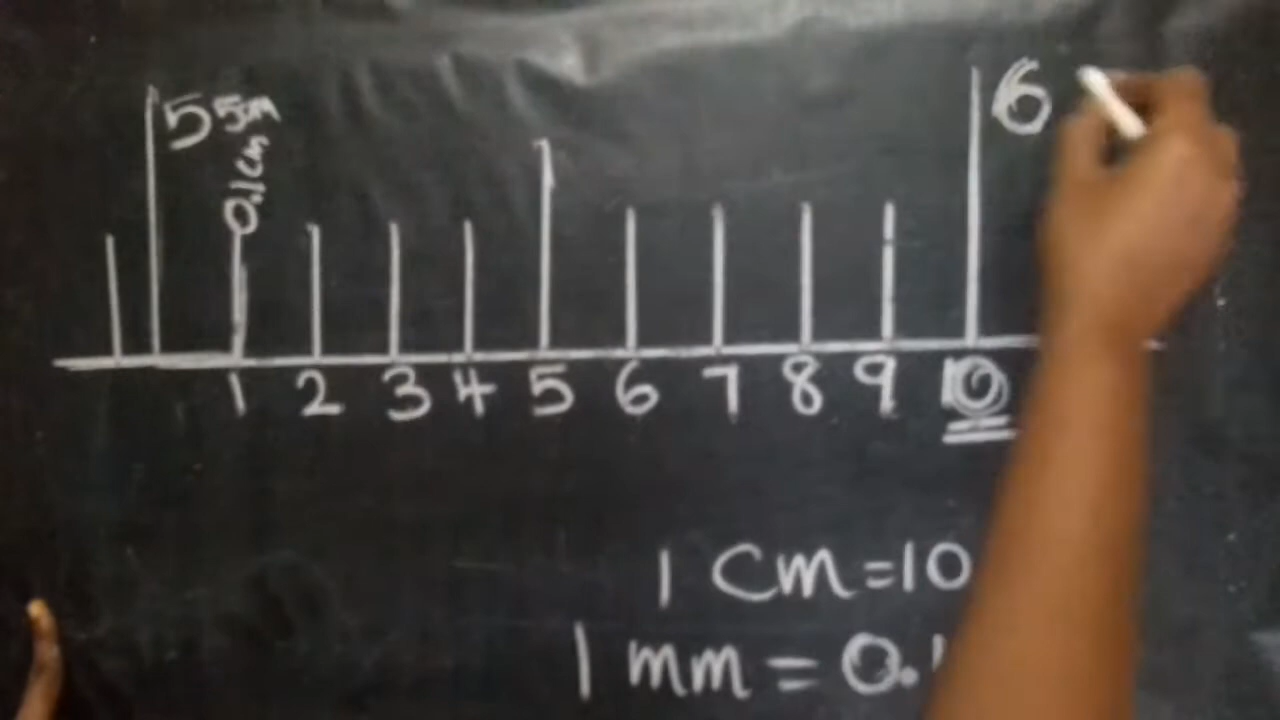 5 5cm 6
0.1cm
1 2 3 4 5 6 7 8 9 10
1 cm = 10
1 mm = 0.1